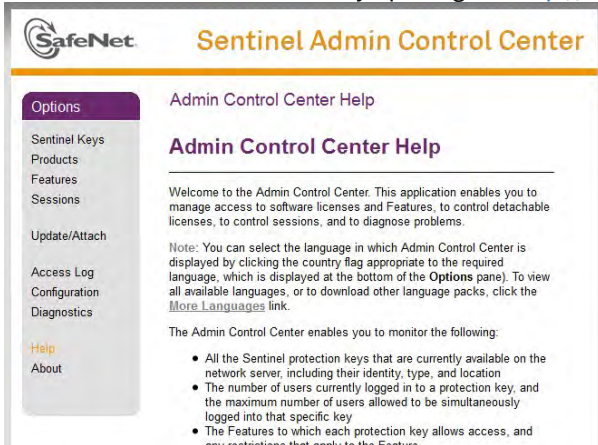 SafeNet.
Sentinel Admin Control Center
Options
Sentinel Keys
Products
Features
Sessions
Update/Attach
Access Log
Configuration
Diagnostics
Help
About
Admin Control Center Help
Admin Control Center Help
Welcome to the Admin Control Center. This application enables you to
manage access to software licenses and Features, to control detachable
licenses, to control sessions, and to diagnose problems.
Note: You can select the language in which Admin Control Center is
displayed by clicking the country flag appropriate to the required
language, which is displayed at the bottom of the Options pane). To view
all available languages, or to download other language packs, click the
More Languages link.
The Admin Control Center enables you to monitor the following:
• All the Sentinel protection keys that are currently available on the
network server, including their identity, type, and location
• The number of users currently logged in to a protection key, and
the maximum number of users allowed to be simultaneously
logged into that specific key
• The Features to which each protection key allows access, and
any restrictions that apply to the Feature